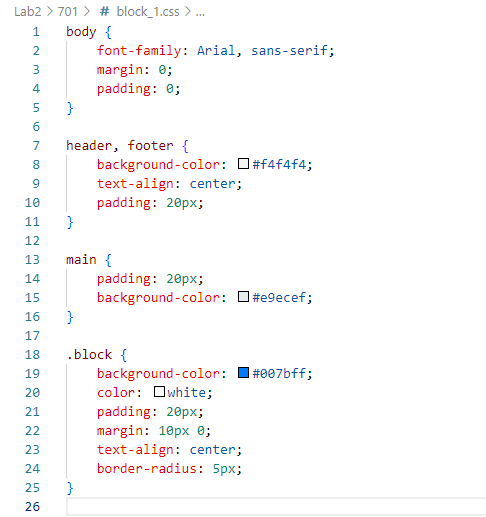 Lab2 > 701 > # block_1.css > ...
1 body {
2     font-family: Arial, sans-serif;
3     margin: 0;
4     padding: 0;
5 }
6
7 header, footer {
8     background-color: #f4f4f4;
9     text-align: center;
10     padding: 20px;
11 }
12
13 main {
14     padding: 20px;
15     background-color: #e9ecef;
16 }
17
18 .block {
19     background-color: #007bff;
20     color: white;
21     padding: 20px;
22     margin: 10px 0;
23     text-align: center;
24     border-radius: 5px;
25 }
26